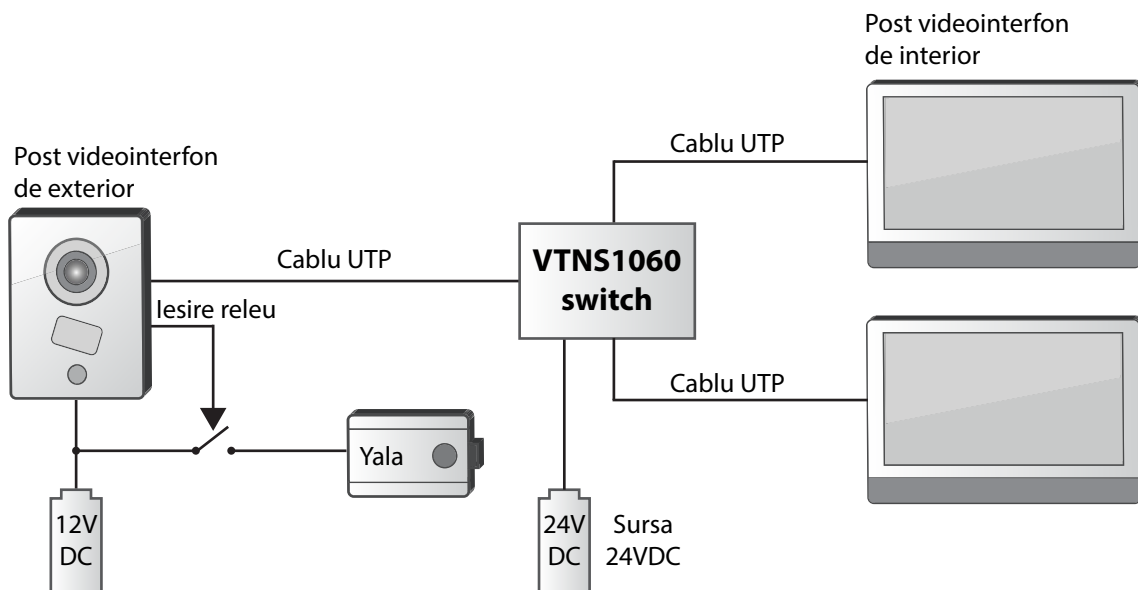 Post videointerfon
de interior
Cablu UTP
Post videointerfon
de exterior
Cablu UTP
VTNS1060
switch
Iesire releu
Cablu UTP
Yala
12V
DC
24V
DC
Sursa
24VDC